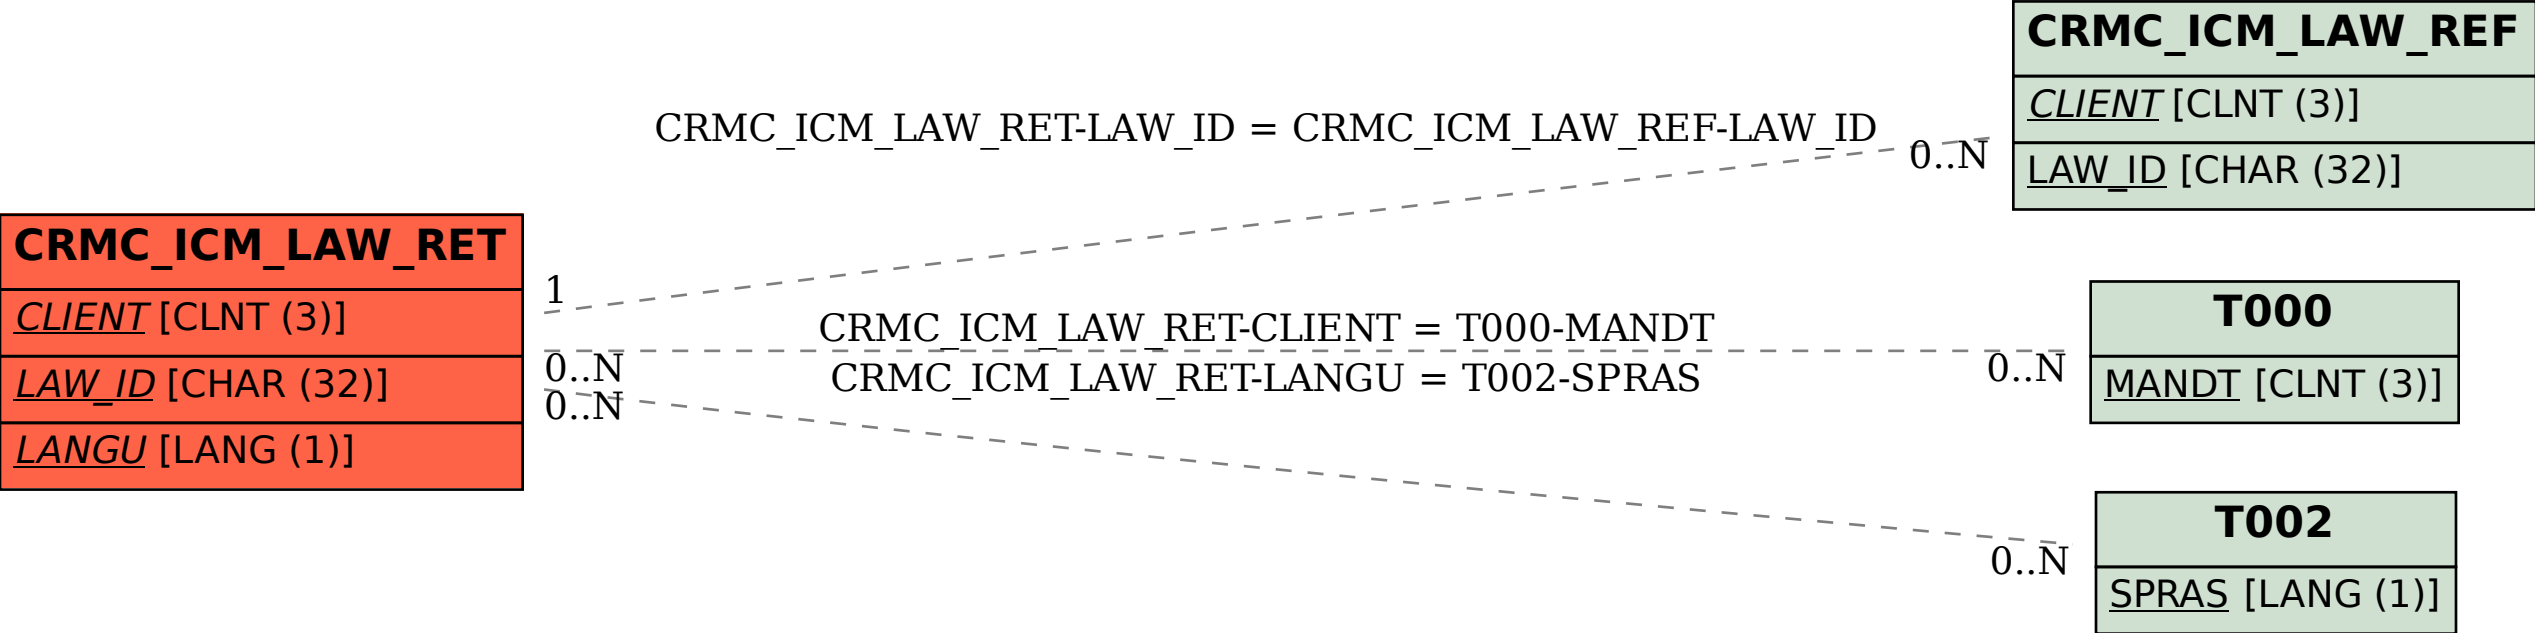 CRMC_ICM_LAW_REF
CLIENT [CLNT (3)]
LAW_ID [CHAR (32)]
CRMC_ICM_LAW_RET-LAW_ID = CRMC_ICM_LAW_REF-LAW_ID
0..N
CRMC_ICM_LAW_RET
CLIENT [CLNT (3)]
LAW_ID [CHAR (32)]
LANGU [LANG (1)]
1
CRMC_ICM_LAW_RET-CLIENT = T000-MANDT
0..N
0..N
CRMC_ICM_LAW_RET-LANGU = T002-SPRAS
0..N
T000
MANDT [CLNT (3)]
0..N
T002
SPRAS [LANG (1)]